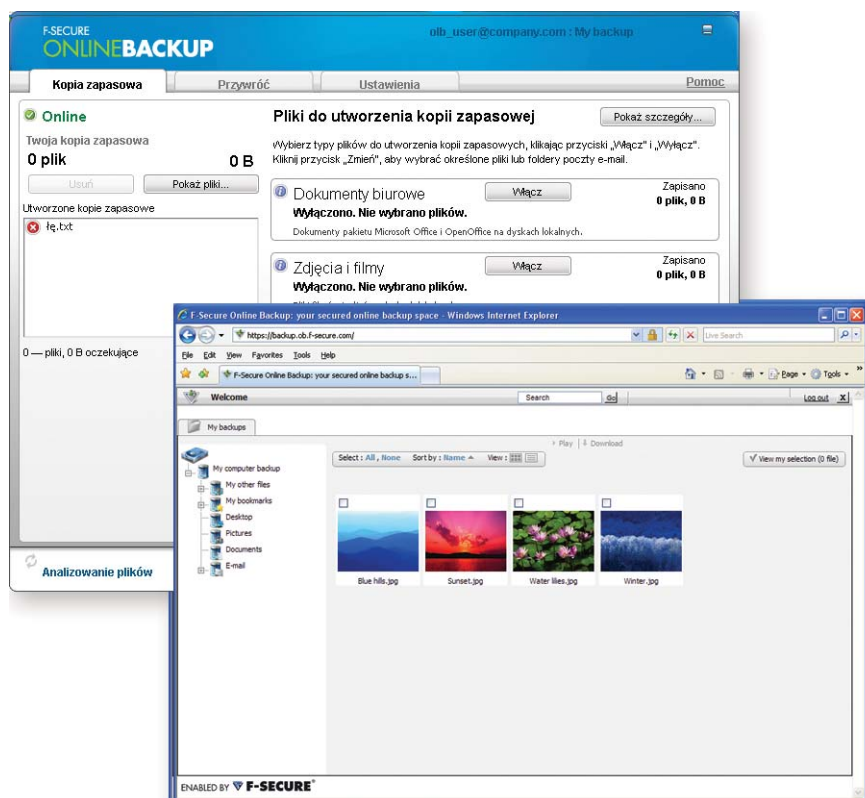 F-SECURE
ONLINEBACKUP
olb_user@company.com : My backup
Kopia zapasowa
Przywróć
Ustawienia
Pomoc
Online
Twoja kopia zapasowa
0 plik
0 B
Usuń
Pokaż pliki...
Utworzone kopie zapasowe
łę.txt
0 — pliki, 0 B oczekujące
Analizowanie plików
Pliki do utworzenia kopii zapasowej
Pokaż szczegóły...
Wybierz typy plików do utworzenia kopii zapasowych, klikając przyciski „Włącz" i „Wyłącz".
Kliknij przycisk „Zmień", aby wybrać określone pliki lub foldery poczty e-mail.
Dokumenty biurowe
Włącz
Zapisano
0 plik, 0 B
Wyłączono. Nie wybrano plików.
Dokumenty pakietu Microsoft Office i OpenOffice na dyskach lokalnych.
Zdjęcia i filmy
Włącz
Zapisano
0 plik, 0 B
Wyłączono. Nie wybrano plików.
F-Secure Online Backup: your secured online backup space - Windows Internet Explorer
https://backup.ob.f-secure.com/
Live Search
File Edit View Favorites Tools Help
F-Secure Online Backup: your secured online backup s...
Page
Tools
Welcome
Search
Go
Log out
X
My backups
Play
Download
Select : All , None
Sort by : Name
View :
View my selection (0 file)
My computer backup
My other files
My bookmarks
Desktop
Pictures
Documents
E-mail
Blue hills.jpg
Sunset.jpg
Water lilies.jpg
Winter.jpg
ENABLED BY F-SECURE®